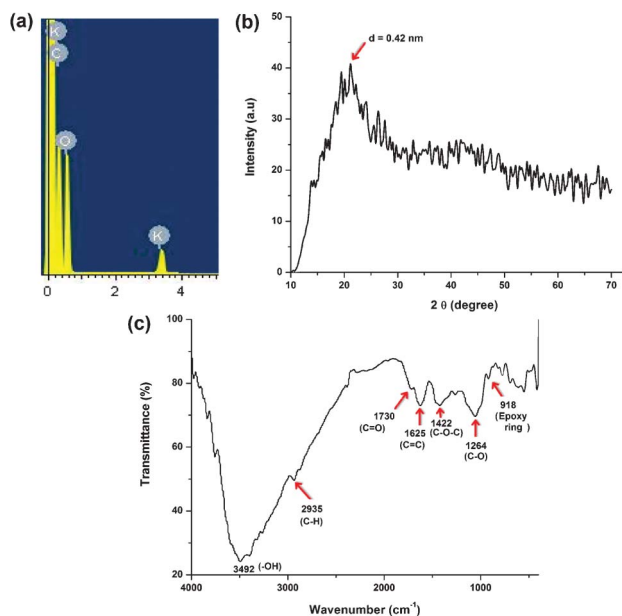 (a)
K
C
O
K
0 2 4
(b)
d = 0.42 nm
Intensity (a.u)
50
40
30
20
10
0
10 20 30 40 50 60 70
2 θ (degree)
(c)
Transmittance (%)
100
80
60
40
20
3492 (-OH)
2935
(C-H)
1730
(C=O)
1625
(C=C)
1422
(C-O-C)
1264
(C-O)
918
(Epoxy
ring )
4000 3000 2000 1000
Wavenumber (cm⁻¹)